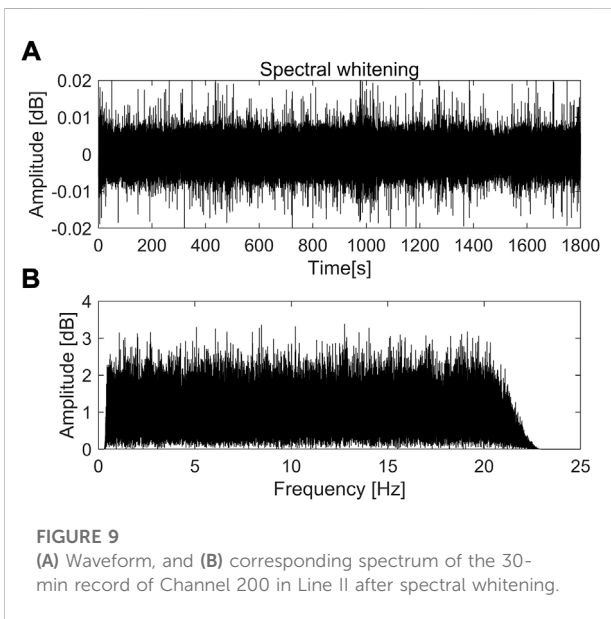 A
Spectral whitening
0.02
0.01
0
-0.01
-0.02
Amplitude [dB]
0 200 400 600 800 1000 1200 1400 1600 1800
Time[s]
B
4
3
2
1
0
Amplitude [dB]
0 5 10 15 20 25
Frequency [Hz]
FIGURE 9
(A) Waveform, and (B) corresponding spectrum of the 30-
min record of Channel 200 in Line II after spectral whitening.